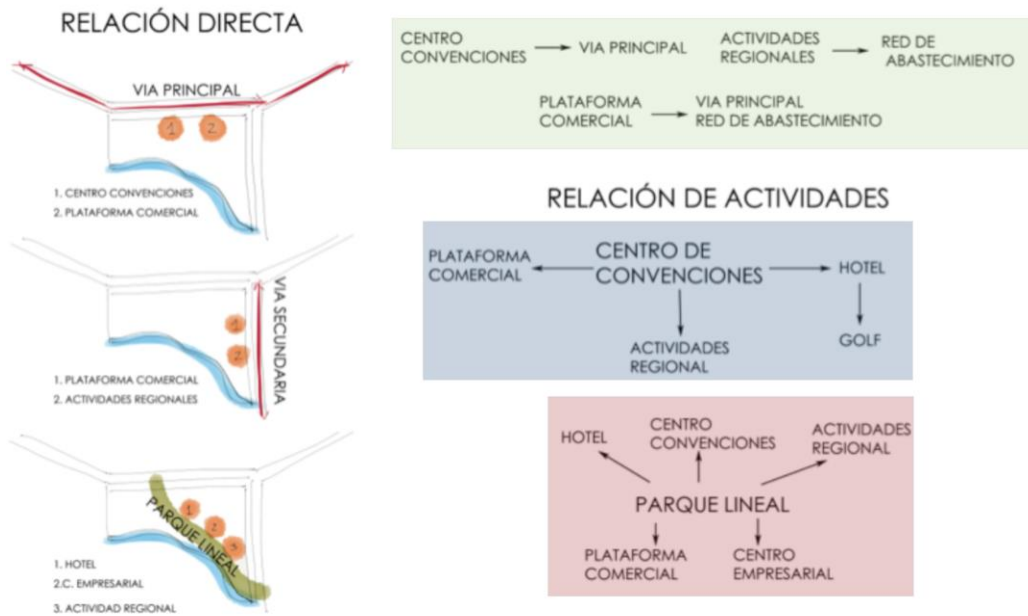 RELACIÓN DIRECTA
VIA PRINCIPAL
1
2
1. CENTRO CONVENCIONES
2. PLATAFORMA COMERCIAL
VIA SECUNDARIA
1
2
1. PLATAFORMA COMERCIAL
2. ACTIVIDADES REGIONALES
PARQUE LINEAL
1
2
3
1. HOTEL
2.C. EMPRESARIAL
3. ACTIVIDAD REGIONAL
CENTRO
CONVENCIONES
VIA PRINCIPAL
ACTIVIDADES
REGIONALES
RED DE
ABASTECIMIENTO
PLATAFORMA
COMERCIAL
VIA PRINCIPAL
RED DE ABASTECIMIENTO
RELACIÓN DE ACTIVIDADES
PLATAFORMA
COMERCIAL
CENTRO DE
CONVENCIONES
HOTEL
ACTIVIDADES
REGIONAL
GOLF
HOTEL
CENTRO
CONVENCIONES
ACTIVIDADES
REGIONAL
PARQUE LINEAL
PLATAFORMA
COMERCIAL
CENTRO
EMPRESARIAL